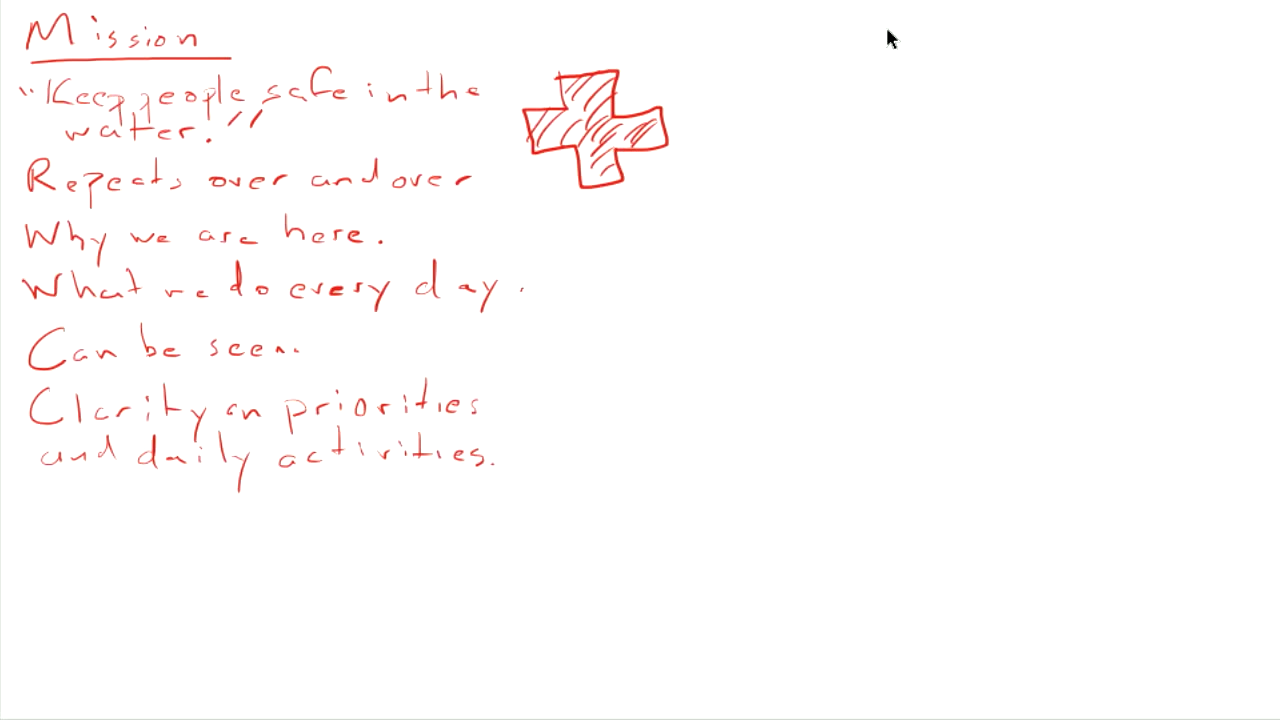 Mission
"Keep people safe in the
water."
Repeats over and over
Why we are here.
What we do every day.
Can be seen.
Clarity on priorities
and daily activities.